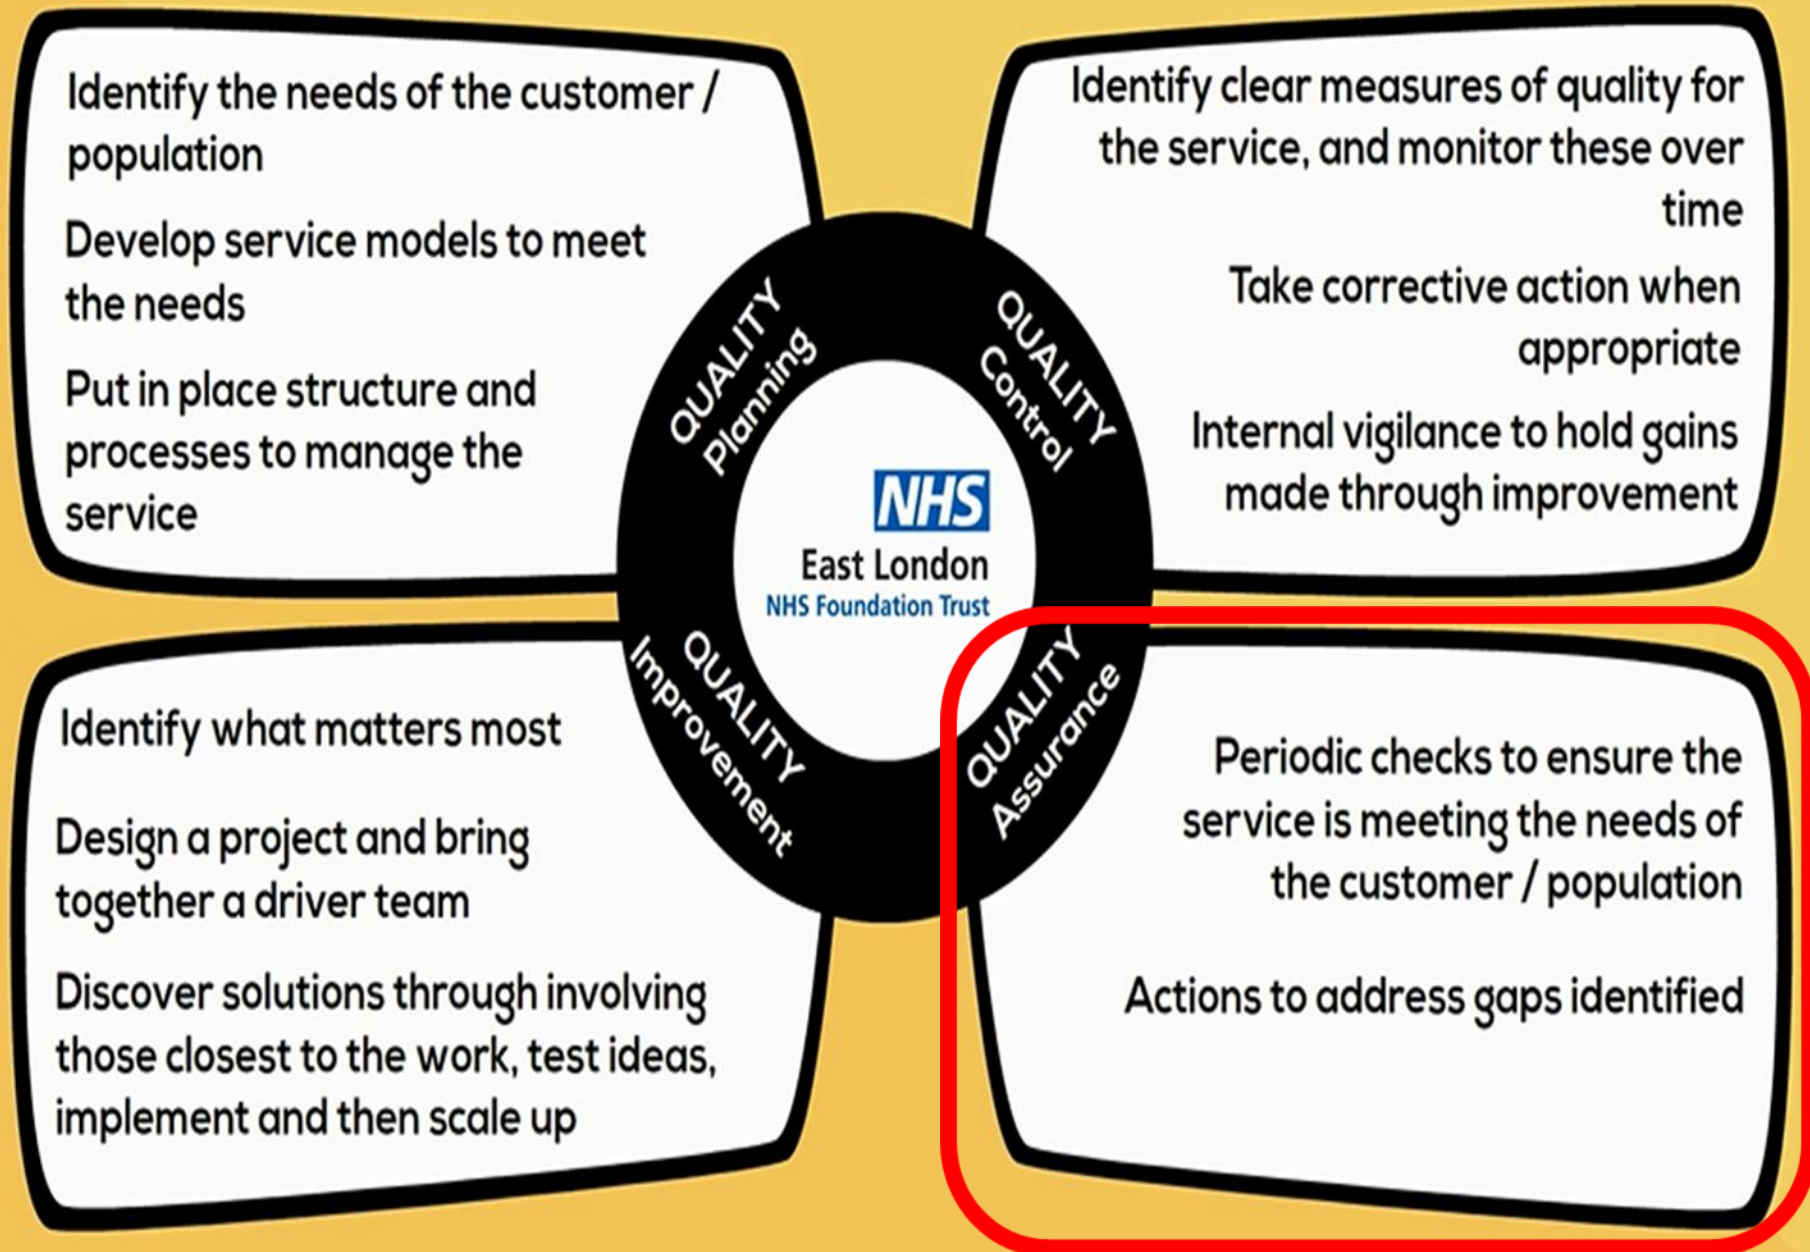 Identify the needs of the customer /
population
Develop service models to meet
the needs
Put in place structure and
processes to manage the
service
Identify clear measures of quality for
the service, and monitor these over
time
Take corrective action when
appropriate
Internal vigilance to hold gains
made through improvement
QUALITY
Planning
QUALITY
Control
NHS
East London
NHS Foundation Trust
QUALITY
Improvement
QUALITY
Assurance
Identify what matters most
Design a project and bring
together a driver team
Discover solutions through involving
those closest to the work, test ideas,
implement and then scale up
Periodic checks to ensure the
service is meeting the needs of
the customer / population
Actions to address gaps identified